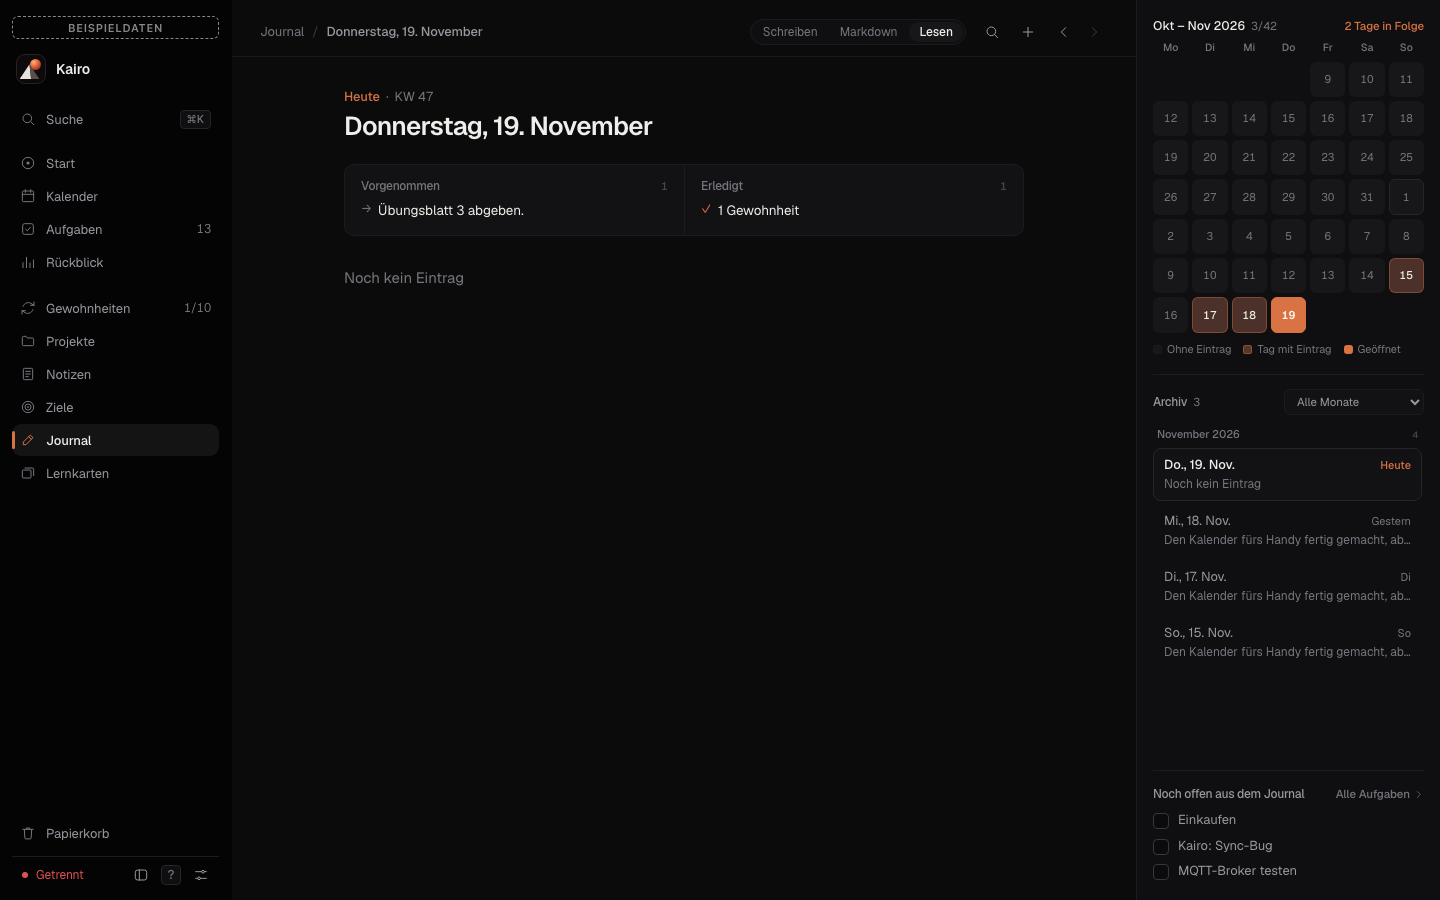 BEISPIELDATEN
Kairo
Suche ⌘K
Start
Kalender
Aufgaben 13
Rückblick
Gewohnheiten 1/10
Projekte
Notizen
Ziele
Journal
Lernkarten
Papierkorb
Getrennt ?
Journal / Donnerstag, 19. November
Schreiben Markdown Lesen
Heute · KW 47
Donnerstag, 19. November
Vorgenommen 1
→ Übungsblatt 3 abgeben.
Erledigt 1
✓ 1 Gewohnheit
Noch kein Eintrag
Okt – Nov 2026 3/42 2 Tage in Folge
Mo Di Mi Do Fr Sa So
9 10 11
12 13 14 15 16 17 18
19 20 21 22 23 24 25
26 27 28 29 30 31 1
2 3 4 5 6 7 8
9 10 11 12 13 14 15
16 17 18 19
Ohne Eintrag Tag mit Eintrag Geöffnet
Archiv 3 Alle Monate
November 2026 4
Do., 19. Nov. Heute
Noch kein Eintrag
Mi., 18. Nov. Gestern
Den Kalender fürs Handy fertig gemacht, ab…
Di., 17. Nov. Di
Den Kalender fürs Handy fertig gemacht, ab…
So., 15. Nov. So
Den Kalender fürs Handy fertig gemacht, ab…
Noch offen aus dem Journal Alle Aufgaben
Einkaufen
Kairo: Sync-Bug
MQTT-Broker testen